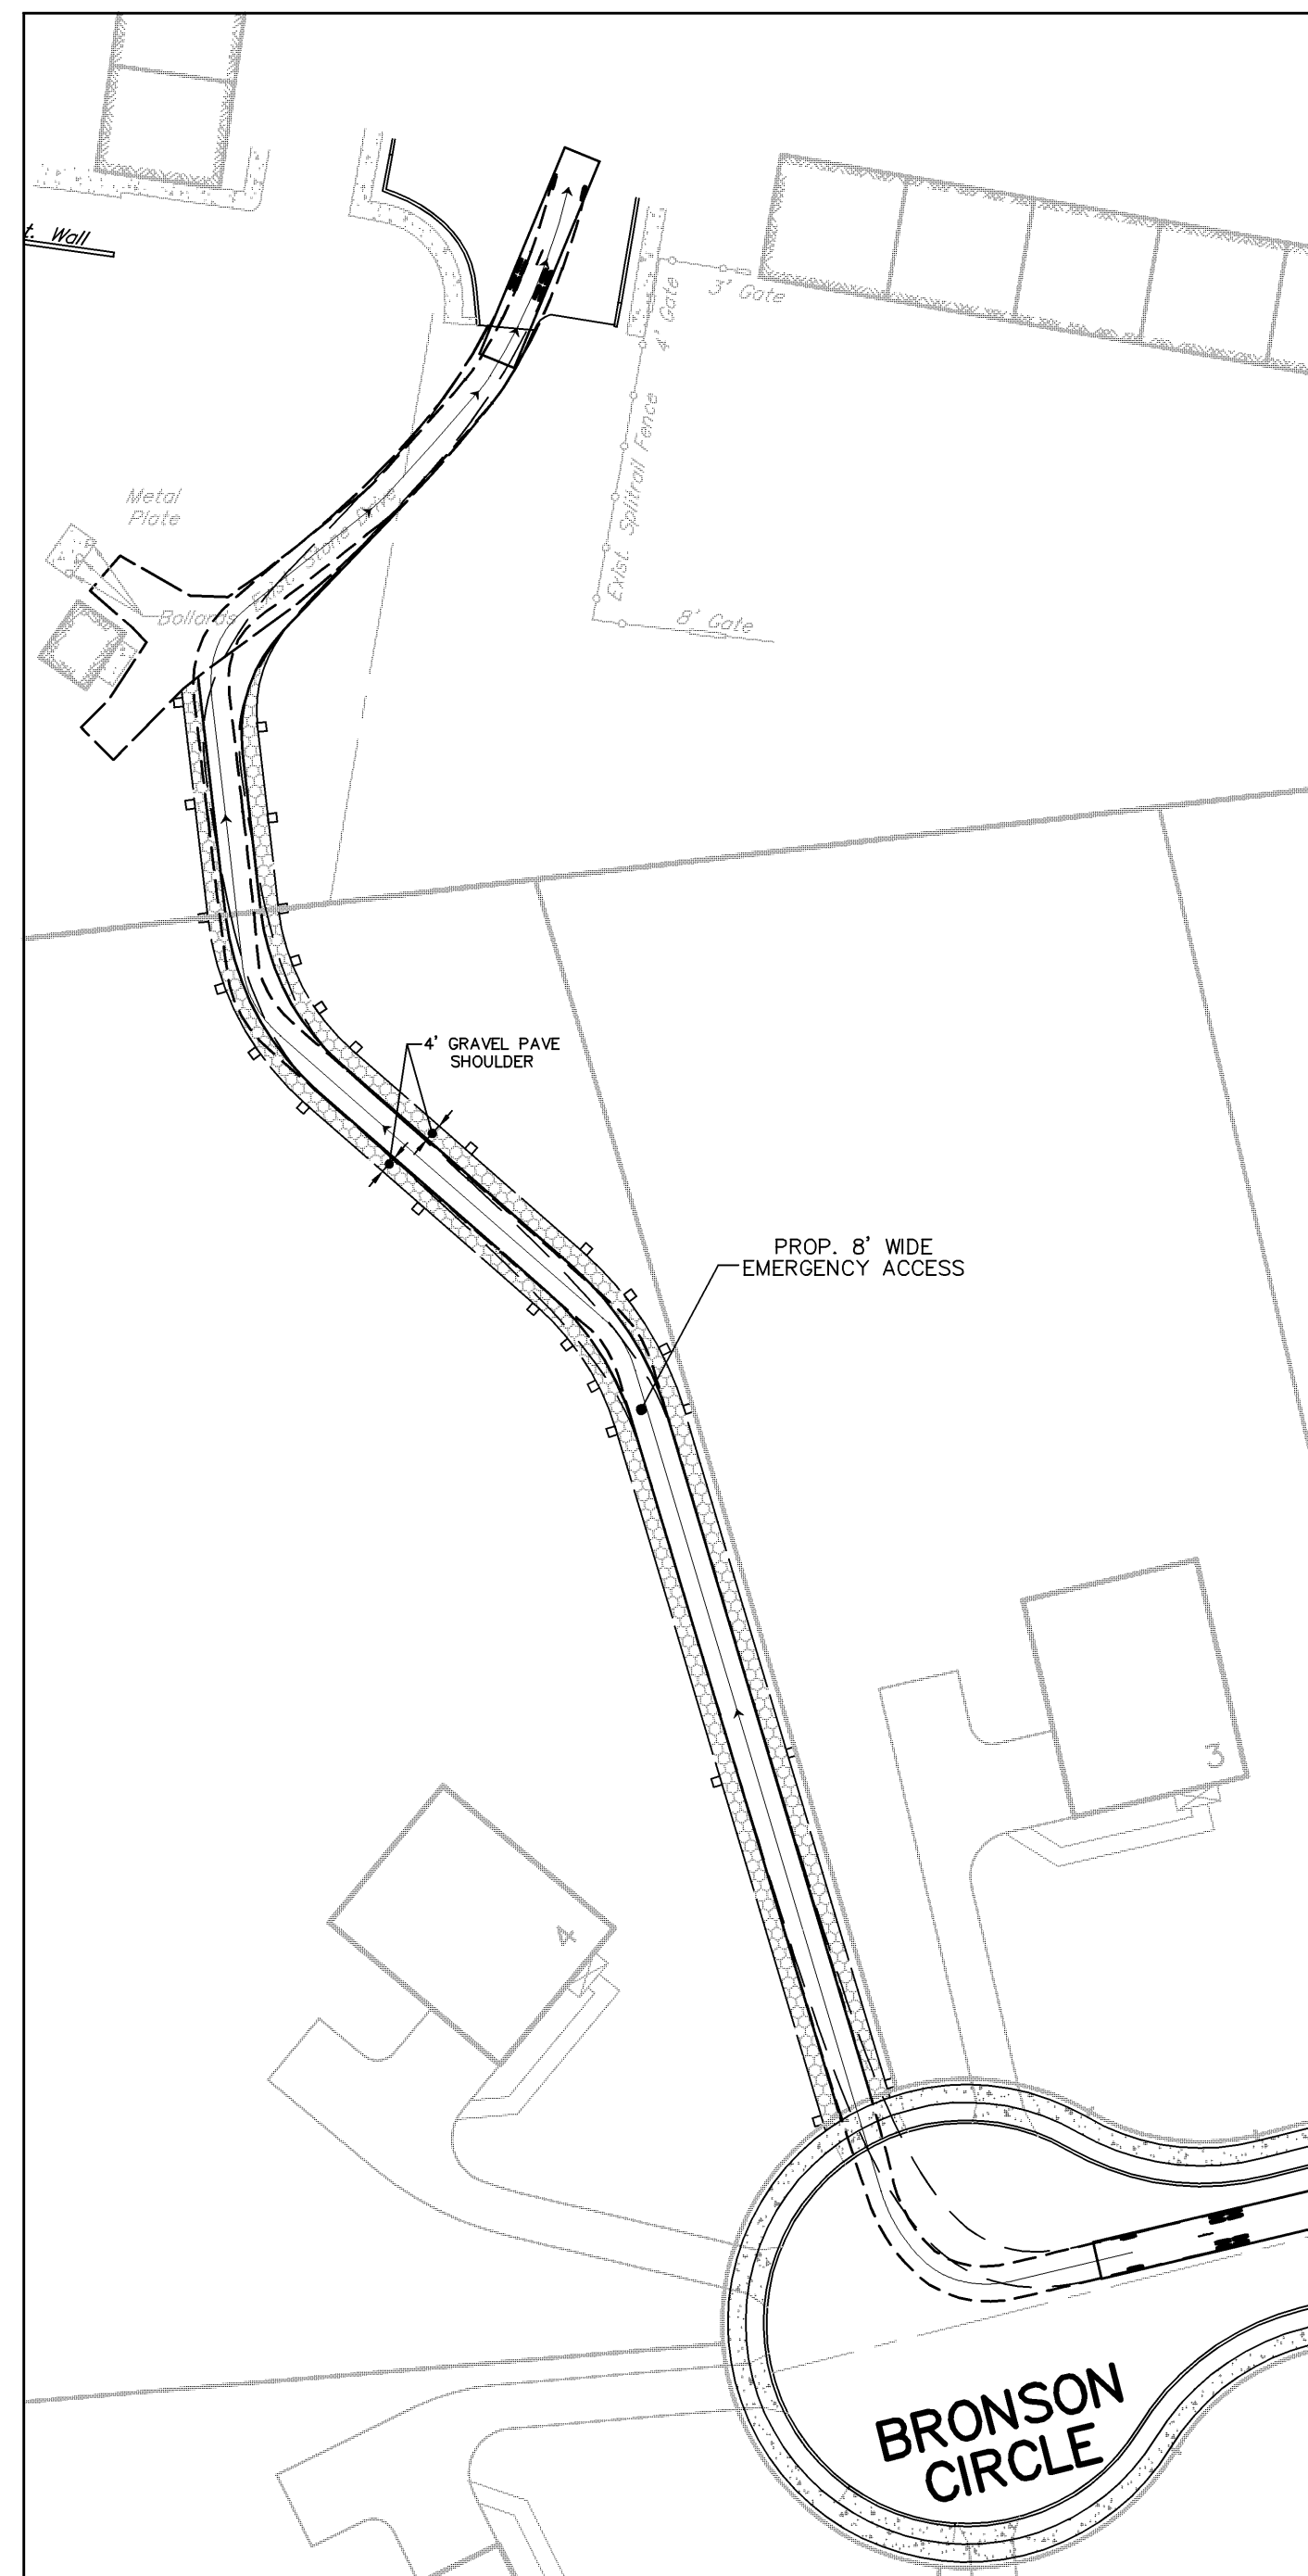 t. Wall
3' Gate
4' Gate
Exist. Splitrail Fence
Metal
Plate
Exist. Stone Drive
Bollards
8' Gate
4' GRAVEL PAVE
SHOULDER
PROP. 8' WIDE
EMERGENCY ACCESS
3
4
BRONSON
CIRCLE